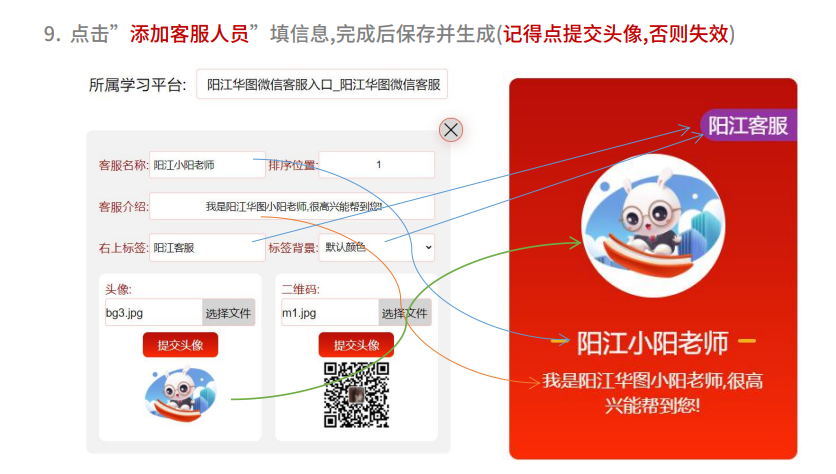 9. 点击”添加客服人员”填信息,完成后保存并生成(记得点提交头像,否则失效)
所属学习平台: 阳江华图微信客服入口_阳江华图微信客服
客服名称: 阳江小阳老师 排序位置: 1
客服介绍: 我是阳江华图小阳老师,很高兴能帮到您!
右上标签: 阳江客服 标签背景: 默认颜色
头像: 二维码:
bg3.jpg 选择文件 m1.jpg 选择文件
提交头像 提交头像
阳江客服
阳江小阳老师
我是阳江华图小阳老师,很高
兴能帮到您!